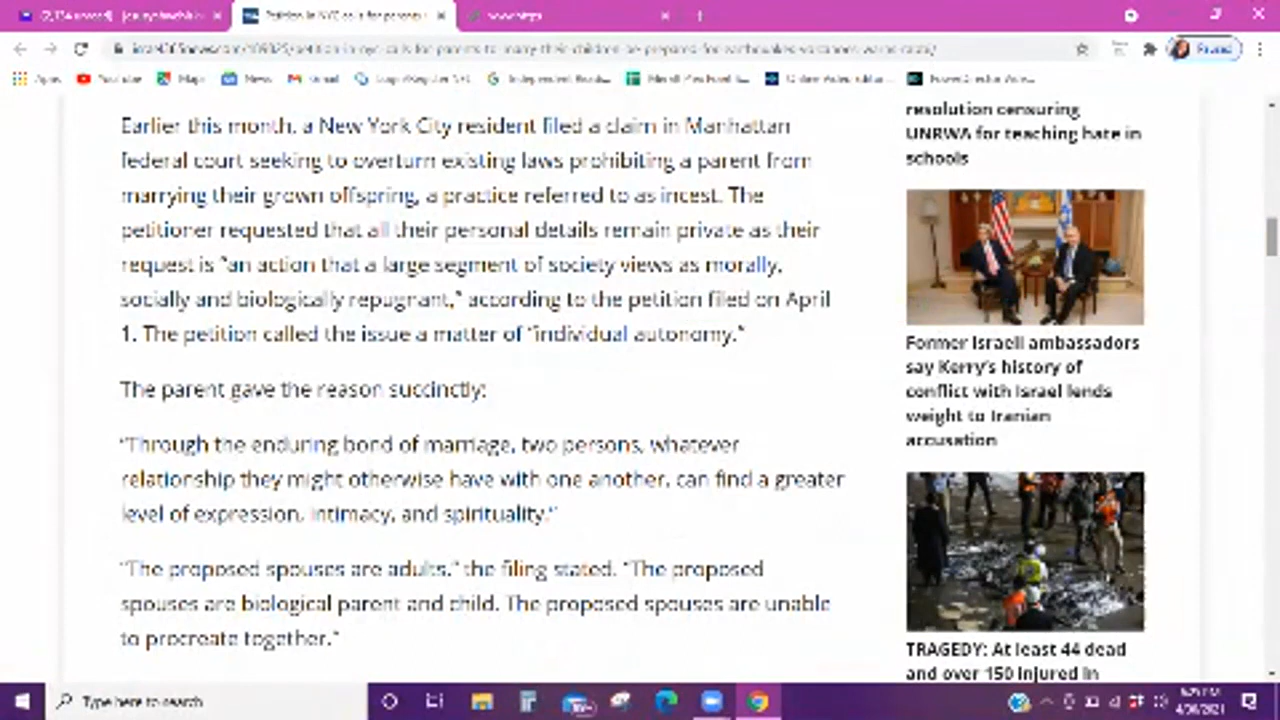 Apps
YouTube
Maps
News
Gmail
Earlier this month, a New York City resident filed a claim in Manhattan
federal court seeking to overturn existing laws prohibiting a parent from
marrying their grown offspring, a practice referred to as incest. The
petitioner requested that all their personal details remain private as their
request is “an action that a large segment of society views as morally,
socially and biologically repugnant,” according to the petition filed on April
1. The petition called the issue a matter of “individual autonomy.”
The parent gave the reason succinctly:
“Through the enduring bond of marriage, two persons, whatever
relationship they might otherwise have with one another, can find a greater
level of expression, intimacy, and spirituality.”
“The proposed spouses are adults,” the filing stated. “The proposed
spouses are biological parent and child. The proposed spouses are unable
to procreate together.”
resolution censuring
UNRWA for teaching hate in
schools
Former Israeli ambassadors
say Kerry’s history of
conflict with Israel lends
weight to Iranian
accusation
TRAGEDY: At least 44 dead
and over 150 injured in
Type here to search